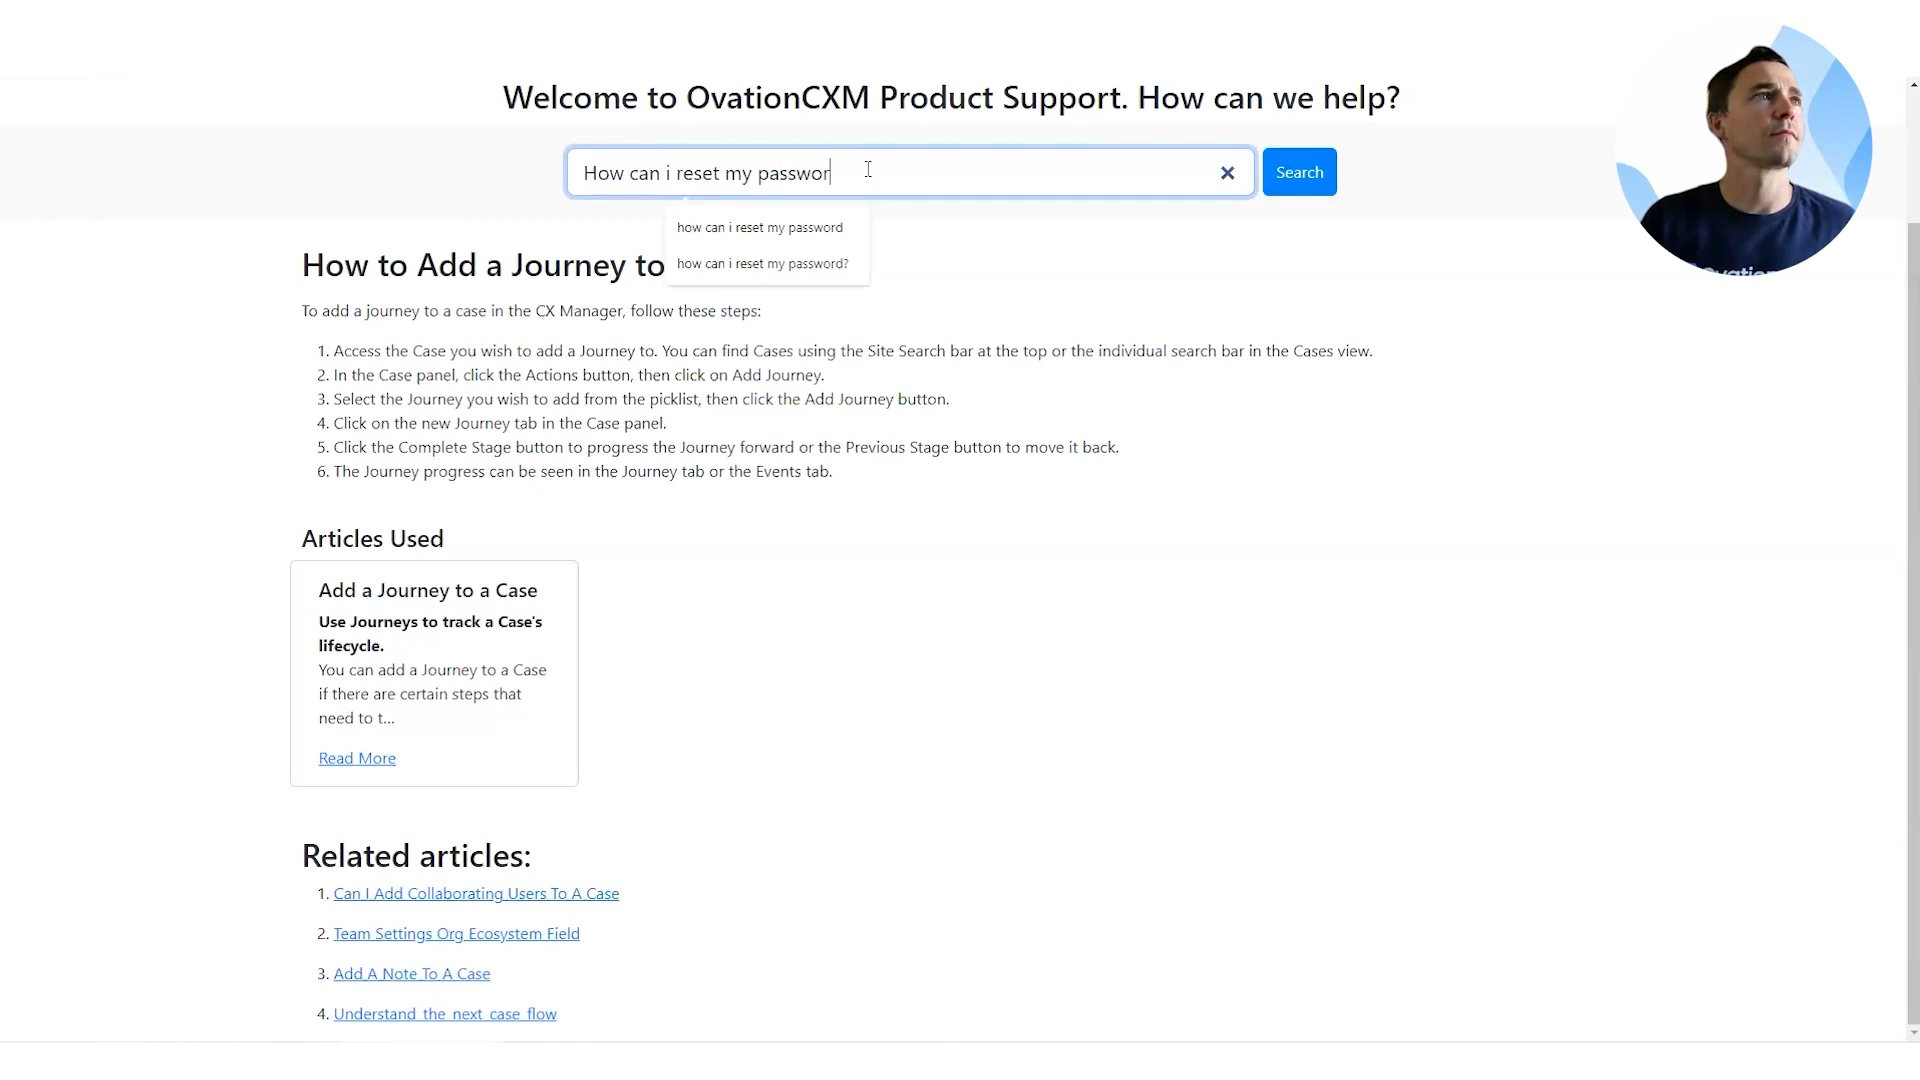 Welcome to OvationCXM Product Support. How can we help?
How can i reset my passwor
Search
how can i reset my password
how can i reset my password?
How to Add a Journey to
To add a journey to a case in the CX Manager, follow these steps:
1. Access the Case you wish to add a Journey to. You can find Cases using the Site Search bar at the top or the individual search bar in the Cases view.
2. In the Case panel, click the Actions button, then click on Add Journey.
3. Select the Journey you wish to add from the picklist, then click the Add Journey button.
4. Click on the new Journey tab in the Case panel.
5. Click the Complete Stage button to progress the Journey forward or the Previous Stage button to move it back.
6. The Journey progress can be seen in the Journey tab or the Events tab.
Articles Used
Add a Journey to a Case
Use Journeys to track a Case's
lifecycle.
You can add a Journey to a Case
if there are certain steps that
need to t...
Read More
Related articles:
1. Can I Add Collaborating Users To A Case
2. Team Settings Org Ecosystem Field
3. Add A Note To A Case
4. Understand the next case flow